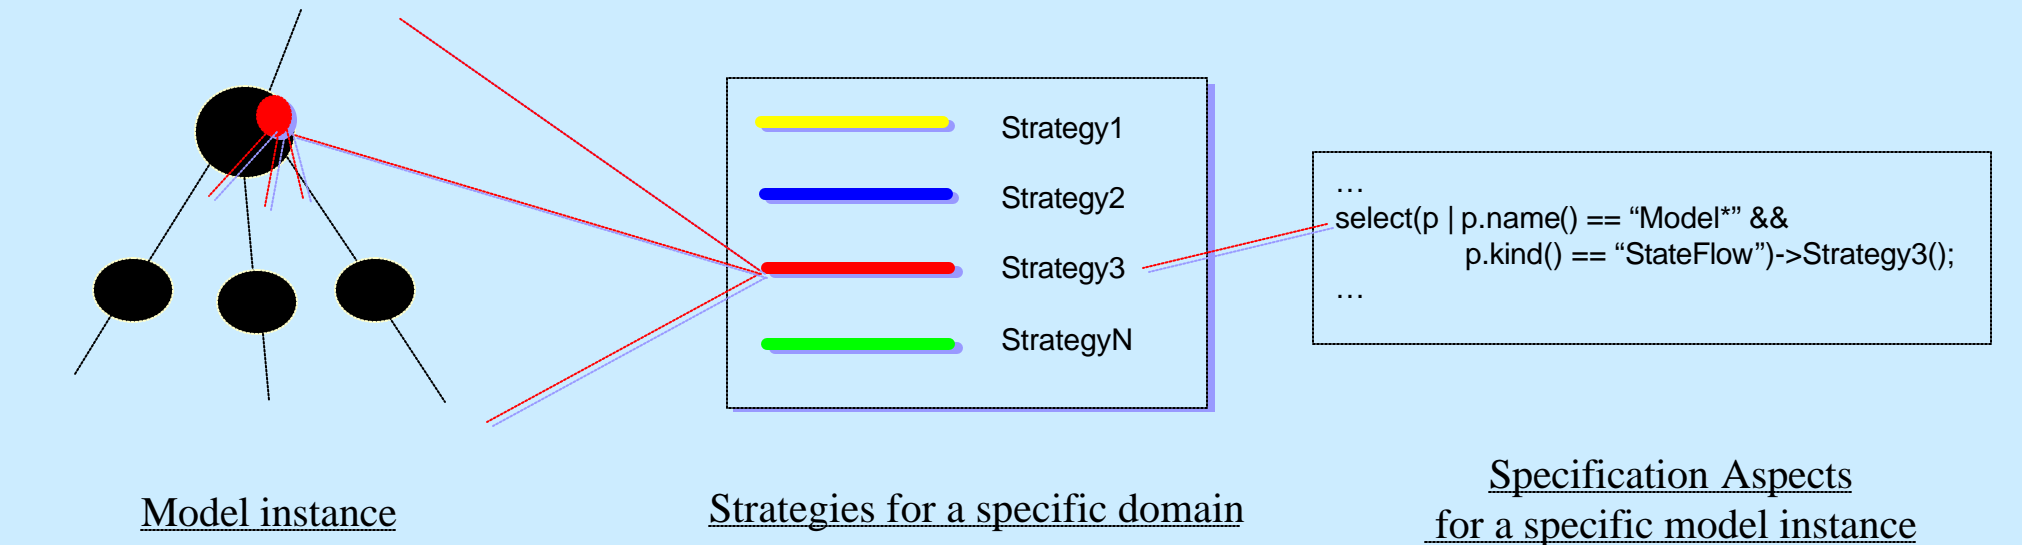 Strategy1
Strategy2
Strategy3
StrategyN
…
select(p | p.name() == “Model*” &&
p.kind() == “StateFlow”)->Strategy3();
…
Model instance
Strategies for a specific domain
Specification Aspects
for a specific model instance